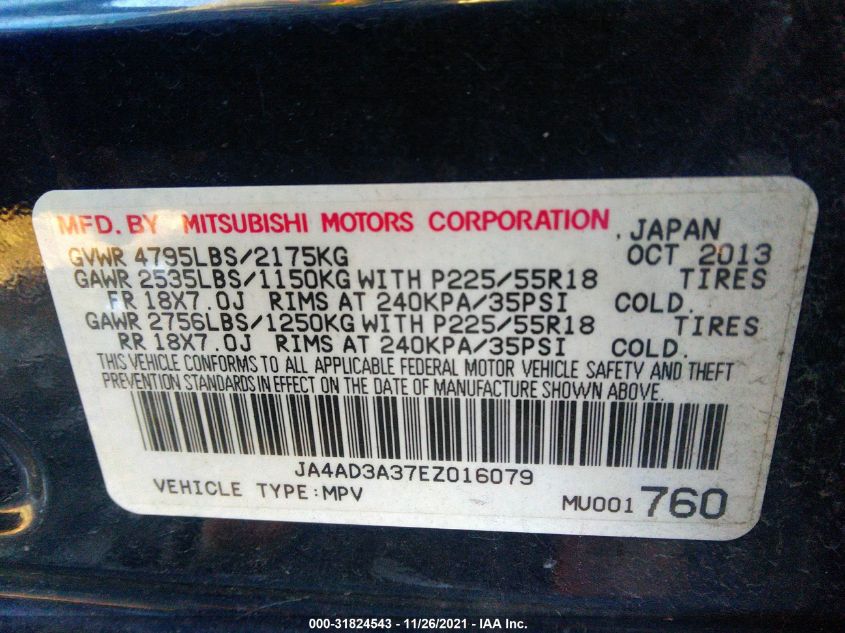 MFD. BY MITSUBISHI MOTORS CORPORATION , JAPAN
GVWR 4795LBS/2175KG OCT 2013
GAWR 2535LBS/1150KG WITH P225/55R18 TIRES
FR 18X7.0J RIMS AT 240KPA/35PSI COLD.
GAWR 2756LBS/1250KG WITH P225/55R18 TIRES
RR 18X7.0J RIMS AT 240KPA/35PSI COLD.
THIS VEHICLE CONFORMS TO ALL APPLICABLE FEDERAL MOTOR VEHICLE SAFETY AND THEFT
PREVENTION STANDARDS IN EFFECT ON THE DATE OF MANUFACTURE SHOWN ABOVE.
JA4AD3A37EZ016079
VEHICLE TYPE:MPV MU001 760
000-31824543 - 11/26/2021 - IAA Inc.